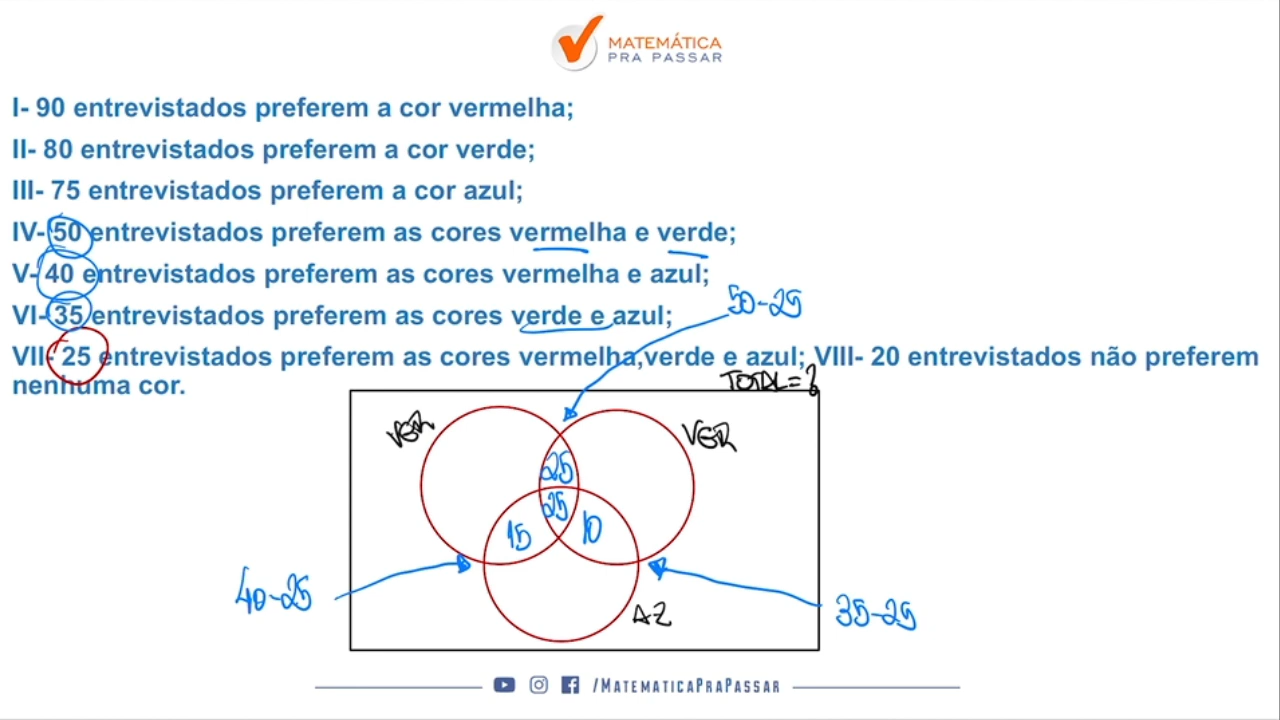 MATEMÁTICA
PRA PASSAR
I- 90 entrevistados preferem a cor vermelha;
II- 80 entrevistados preferem a cor verde;
III- 75 entrevistados preferem a cor azul;
IV- 50 entrevistados preferem as cores vermelha e verde;
V- 40 entrevistados preferem as cores vermelha e azul;
VI- 35 entrevistados preferem as cores verde e azul;
50-25
VII- 25 entrevistados preferem as cores vermelha,verde e azul; VIII- 20 entrevistados não preferem
nenhuma cor.
TOTAL=?
VER
VER
25
25
15
10
40-25
AZ
35-25
/MATEMATICAPRAPASSAR